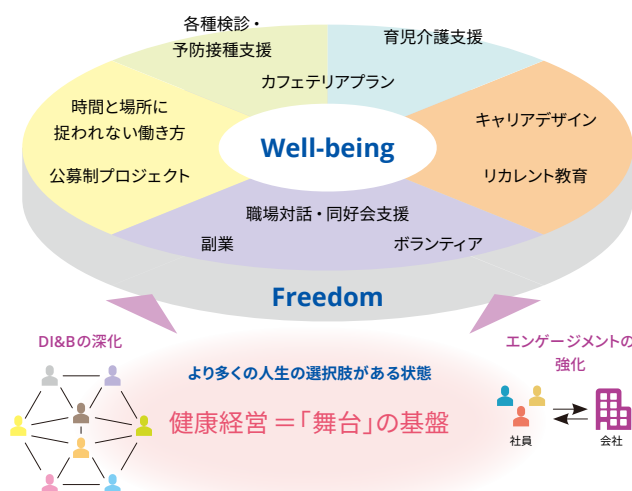 各種検診・
予防接種支援
育児介護支援
カフェテリアプラン
時間と場所に
捉われない働き方
キャリアデザイン
Well-being
公募制プロジェクト
リカレント教育
職場対話・同好会支援
副業
ボランティア
Freedom
DI&Bの深化
エンゲージメントの
強化
より多くの人生の選択肢がある状態
健康経営＝「舞台」の基盤
社員
会社